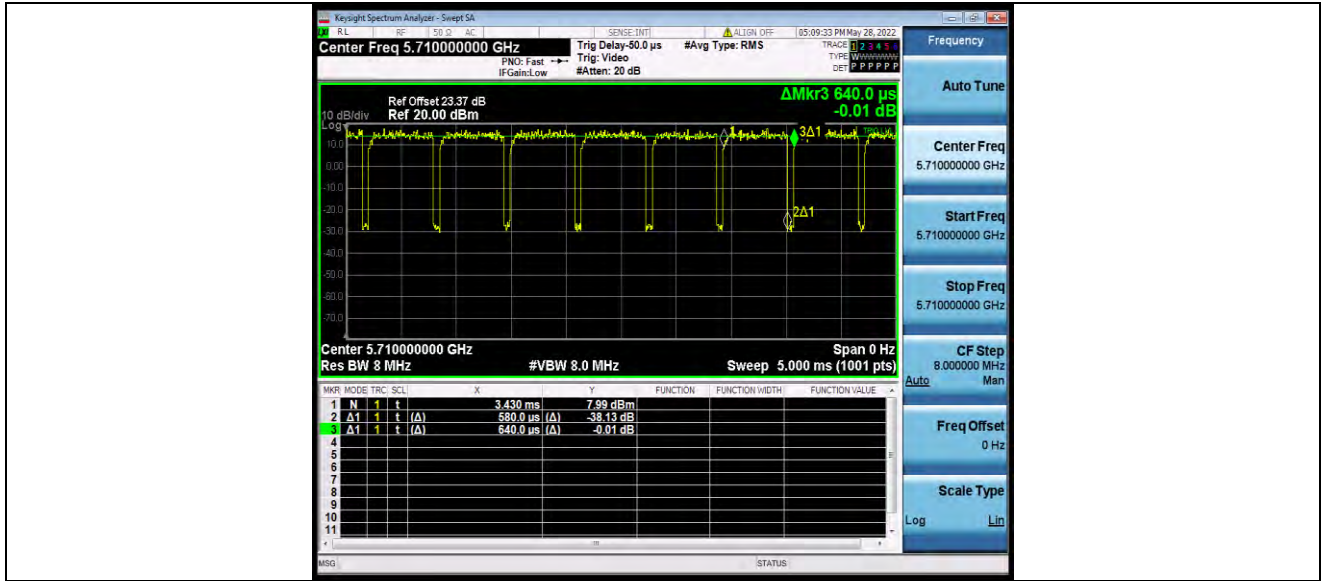 Keysight Spectrum Analyzer - Swept SA
RL RF 50 Ω AC SENSE:INT ALIGN OFF 05:09:33 PM May 28, 2022
Center Freq 5.710000000 GHz
PNO: Fast
IFGain:Low
Trig Delay-50.0 µs
Trig: Video
#Atten: 20 dB
#Avg Type: RMS
TRACE 1 2 3 4 5 6
TYPE WWWWWW
DET P P P P P P
Ref Offset 23.37 dB
10 dB/div Ref 20.00 dBm
Log
ΔMkr3 640.0 µs
-0.01 dB
10.0
0.00
-10.0
-20.0
-30.0
-40.0
-50.0
-60.0
-70.0
1
3Δ1
2Δ1
Center 5.710000000 GHz Span 0 Hz
Res BW 8 MHz #VBW 8.0 MHz Sweep 5.000 ms (1001 pts)
MKR MODE TRC SCL X Y FUNCTION FUNCTION WIDTH FUNCTION VALUE
1 N 1 t 3.430 ms 7.99 dBm
2 Δ1 1 t (Δ) 580.0 µs (Δ) -38.13 dB
3 Δ1 1 t (Δ) 640.0 µs (Δ) -0.01 dB
4
5
6
7
8
9
10
11
MSG STATUS
Frequency
Auto Tune
Center Freq
5.710000000 GHz
Start Freq
5.710000000 GHz
Stop Freq
5.710000000 GHz
CF Step
8.000000 MHz
Auto Man
Freq Offset
0 Hz
Scale Type
Log Lin